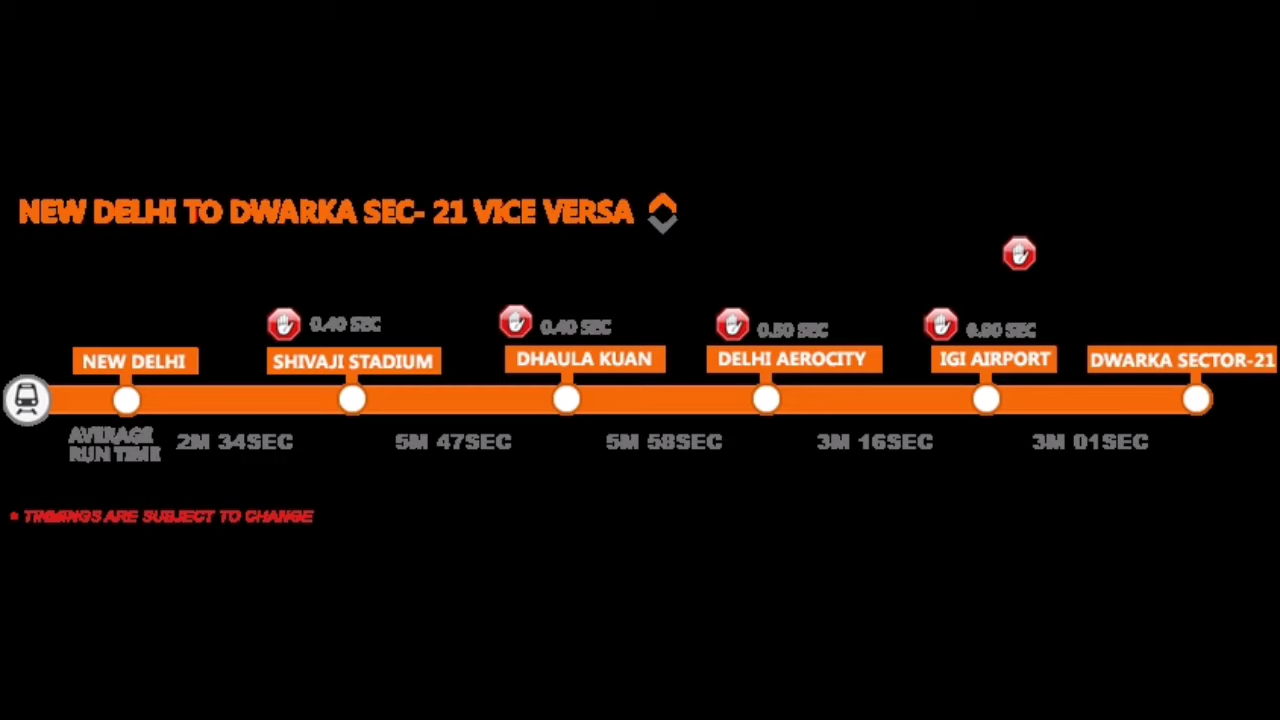 NEW DELHI TO DWARKA SEC- 21 VICE VERSA
0.40 SEC
0.40 SEC
0.50 SEC
SEC
NEW DELHI
SHIVAJI STADIUM
DHAULA KUAN
DELHI AEROCITY
IGI AIRPORT
DWARKA SECTOR-21
AVERAGE
RUN TIME
2M 34SEC
5M 47SEC
5M 58SEC
3M 16SEC
3M 01SEC
* TIMMINGS ARE SUBJECT TO CHANGE